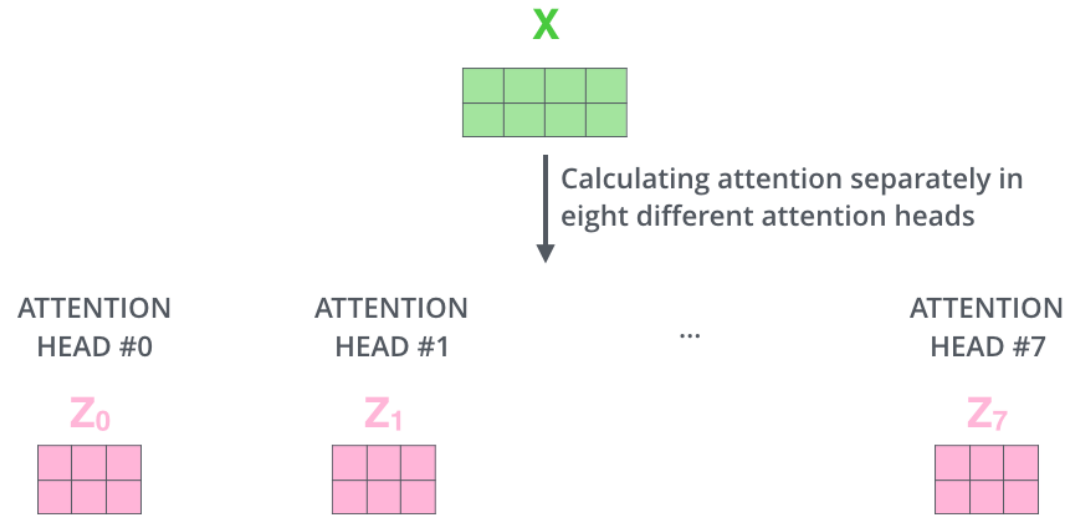 X
Calculating attention separately in
eight different attention heads
ATTENTION
HEAD #0
ATTENTION
HEAD #1
...
ATTENTION
HEAD #7
Z0
Z1
Z7